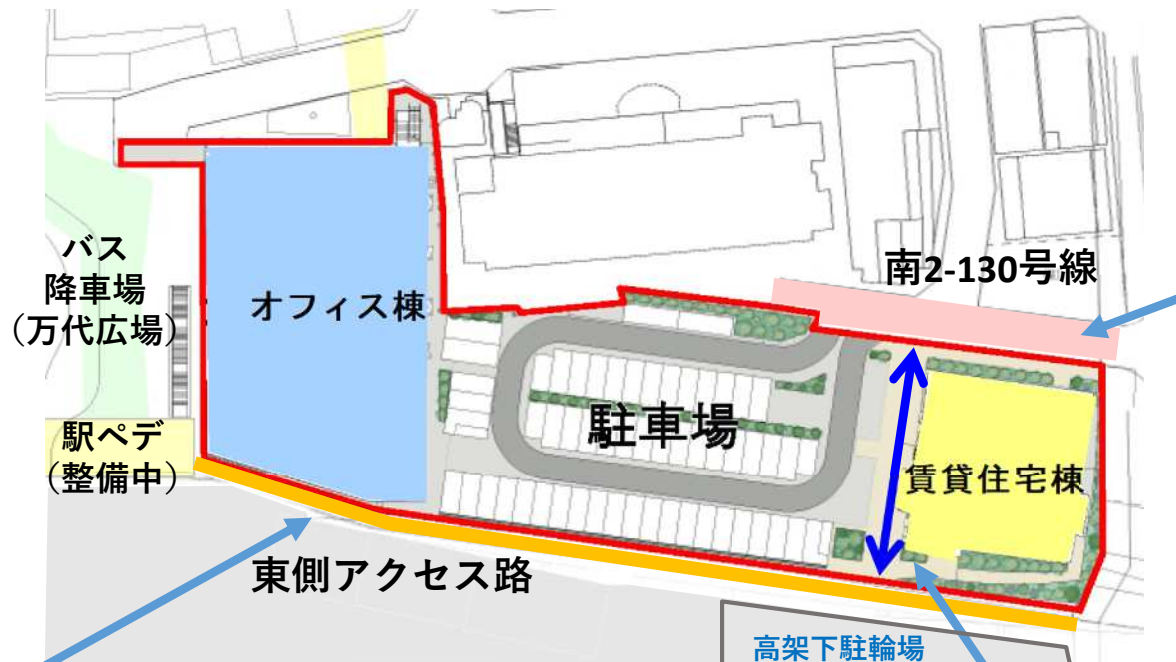 南2-130号線
バス
降車場
（万代広場）
オフィス棟
駐車場
駅ペデ
（整備中）
賃貸住宅棟
東側アクセス路
高架下駐輪場